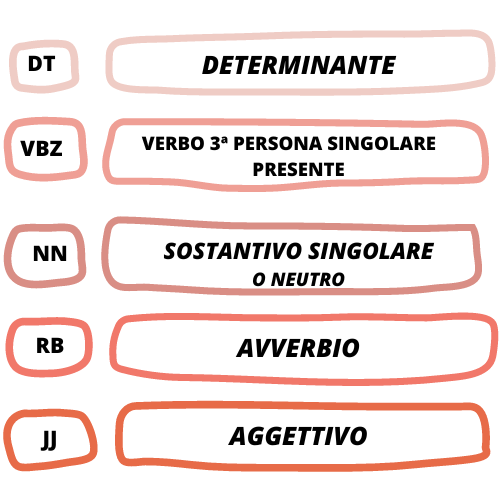 DT DETERMINANTE
VBZ VERBO 3ª PERSONA SINGOLARE
PRESENTE
NN SOSTANTIVO SINGOLARE
O NEUTRO
RB AVVERBIO
JJ AGGETTIVO